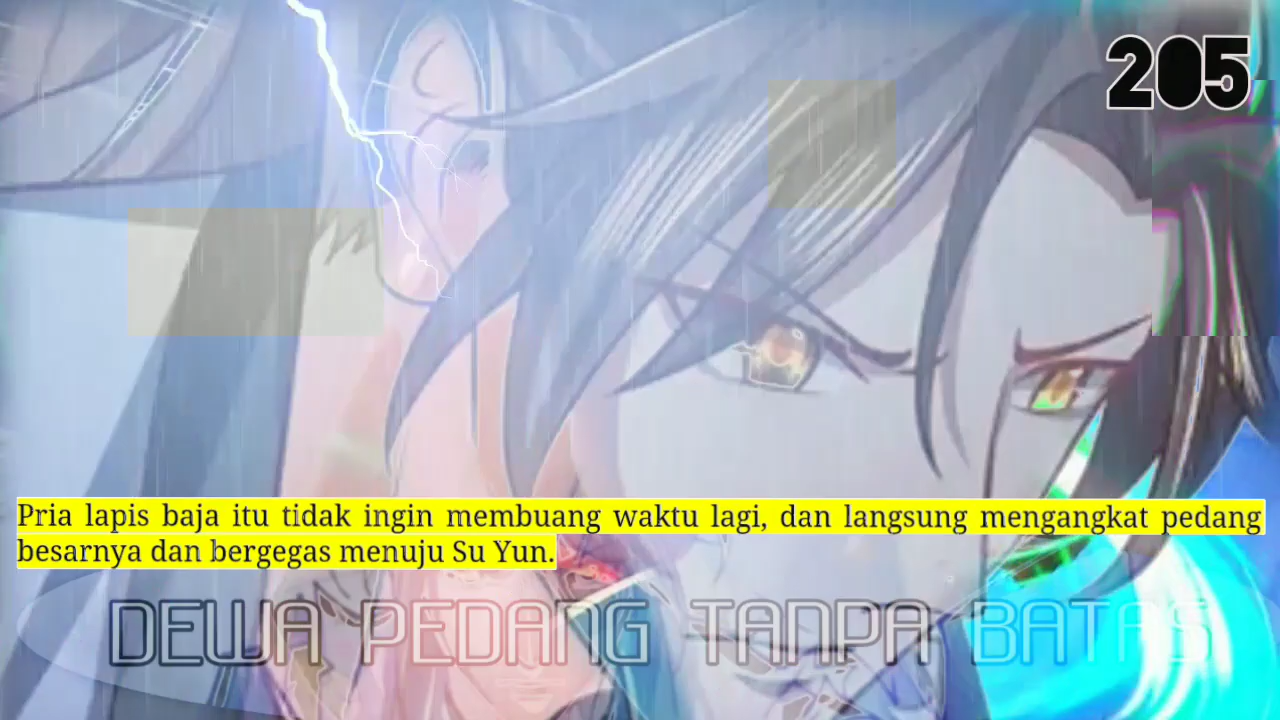 205
Pria lapis baja itu tidak ingin membuang waktu lagi, dan langsung mengangkat pedang
besarnya dan bergegas menuju Su Yun.
DEWA PEDANG TANPA BATAS